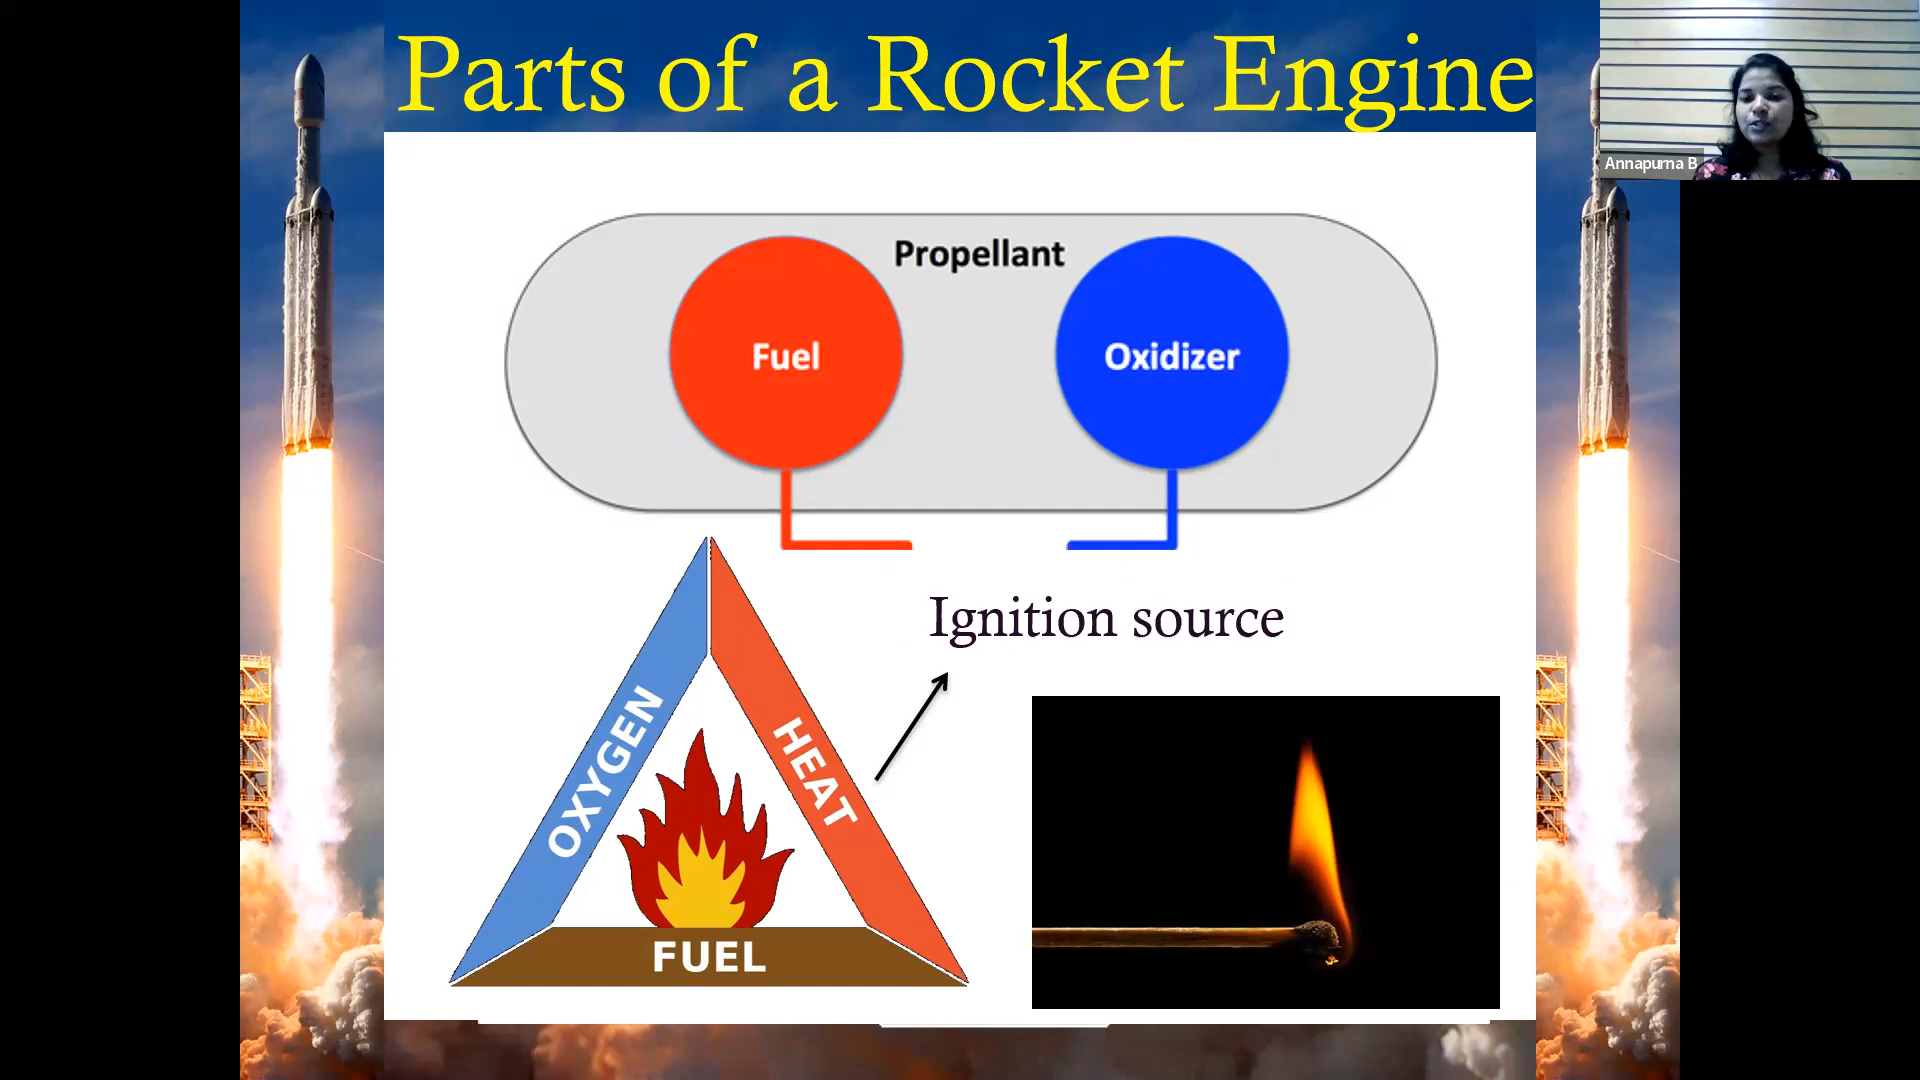 Parts of a Rocket Engine
Annapurna B
Propellant
Fuel
Oxidizer
Ignition source
OXYGEN
HEAT
FUEL